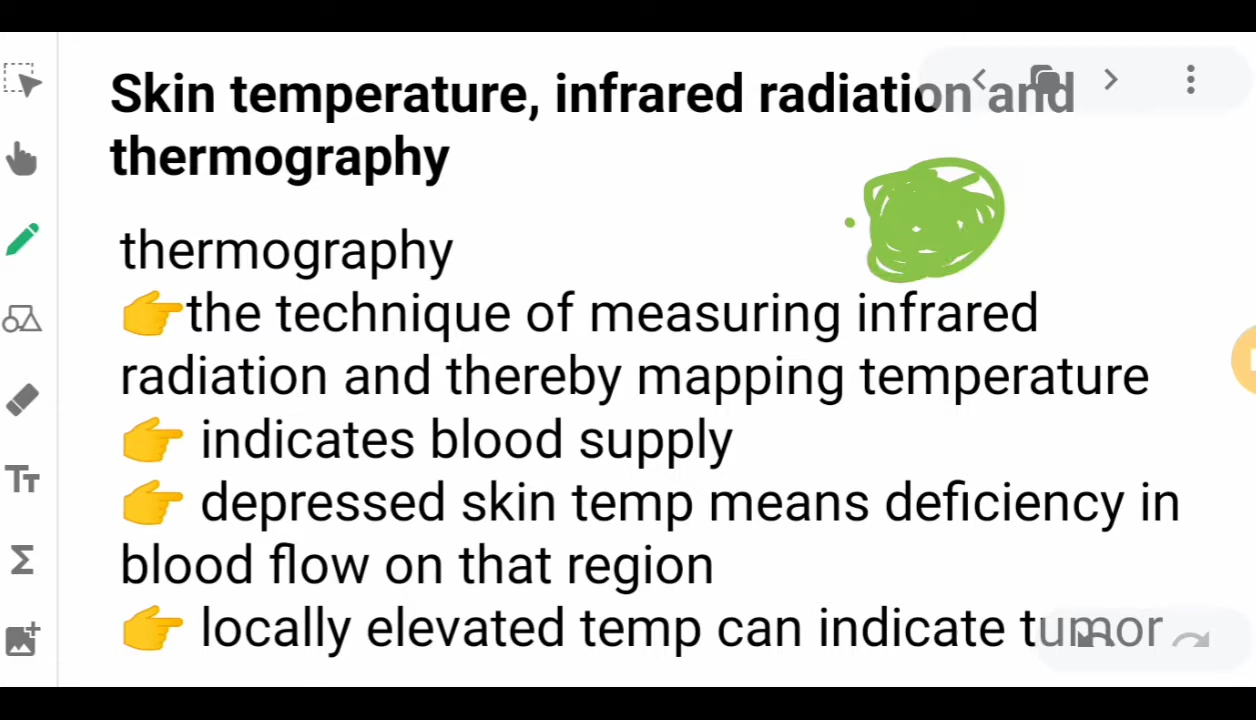 Skin temperature, infrared radiation and
thermography
thermography
👉the technique of measuring infrared
radiation and thereby mapping temperature
👉 indicates blood supply
👉 depressed skin temp means deficiency in
blood flow on that region
👉 locally elevated temp can indicate tumor
Tт
Σ